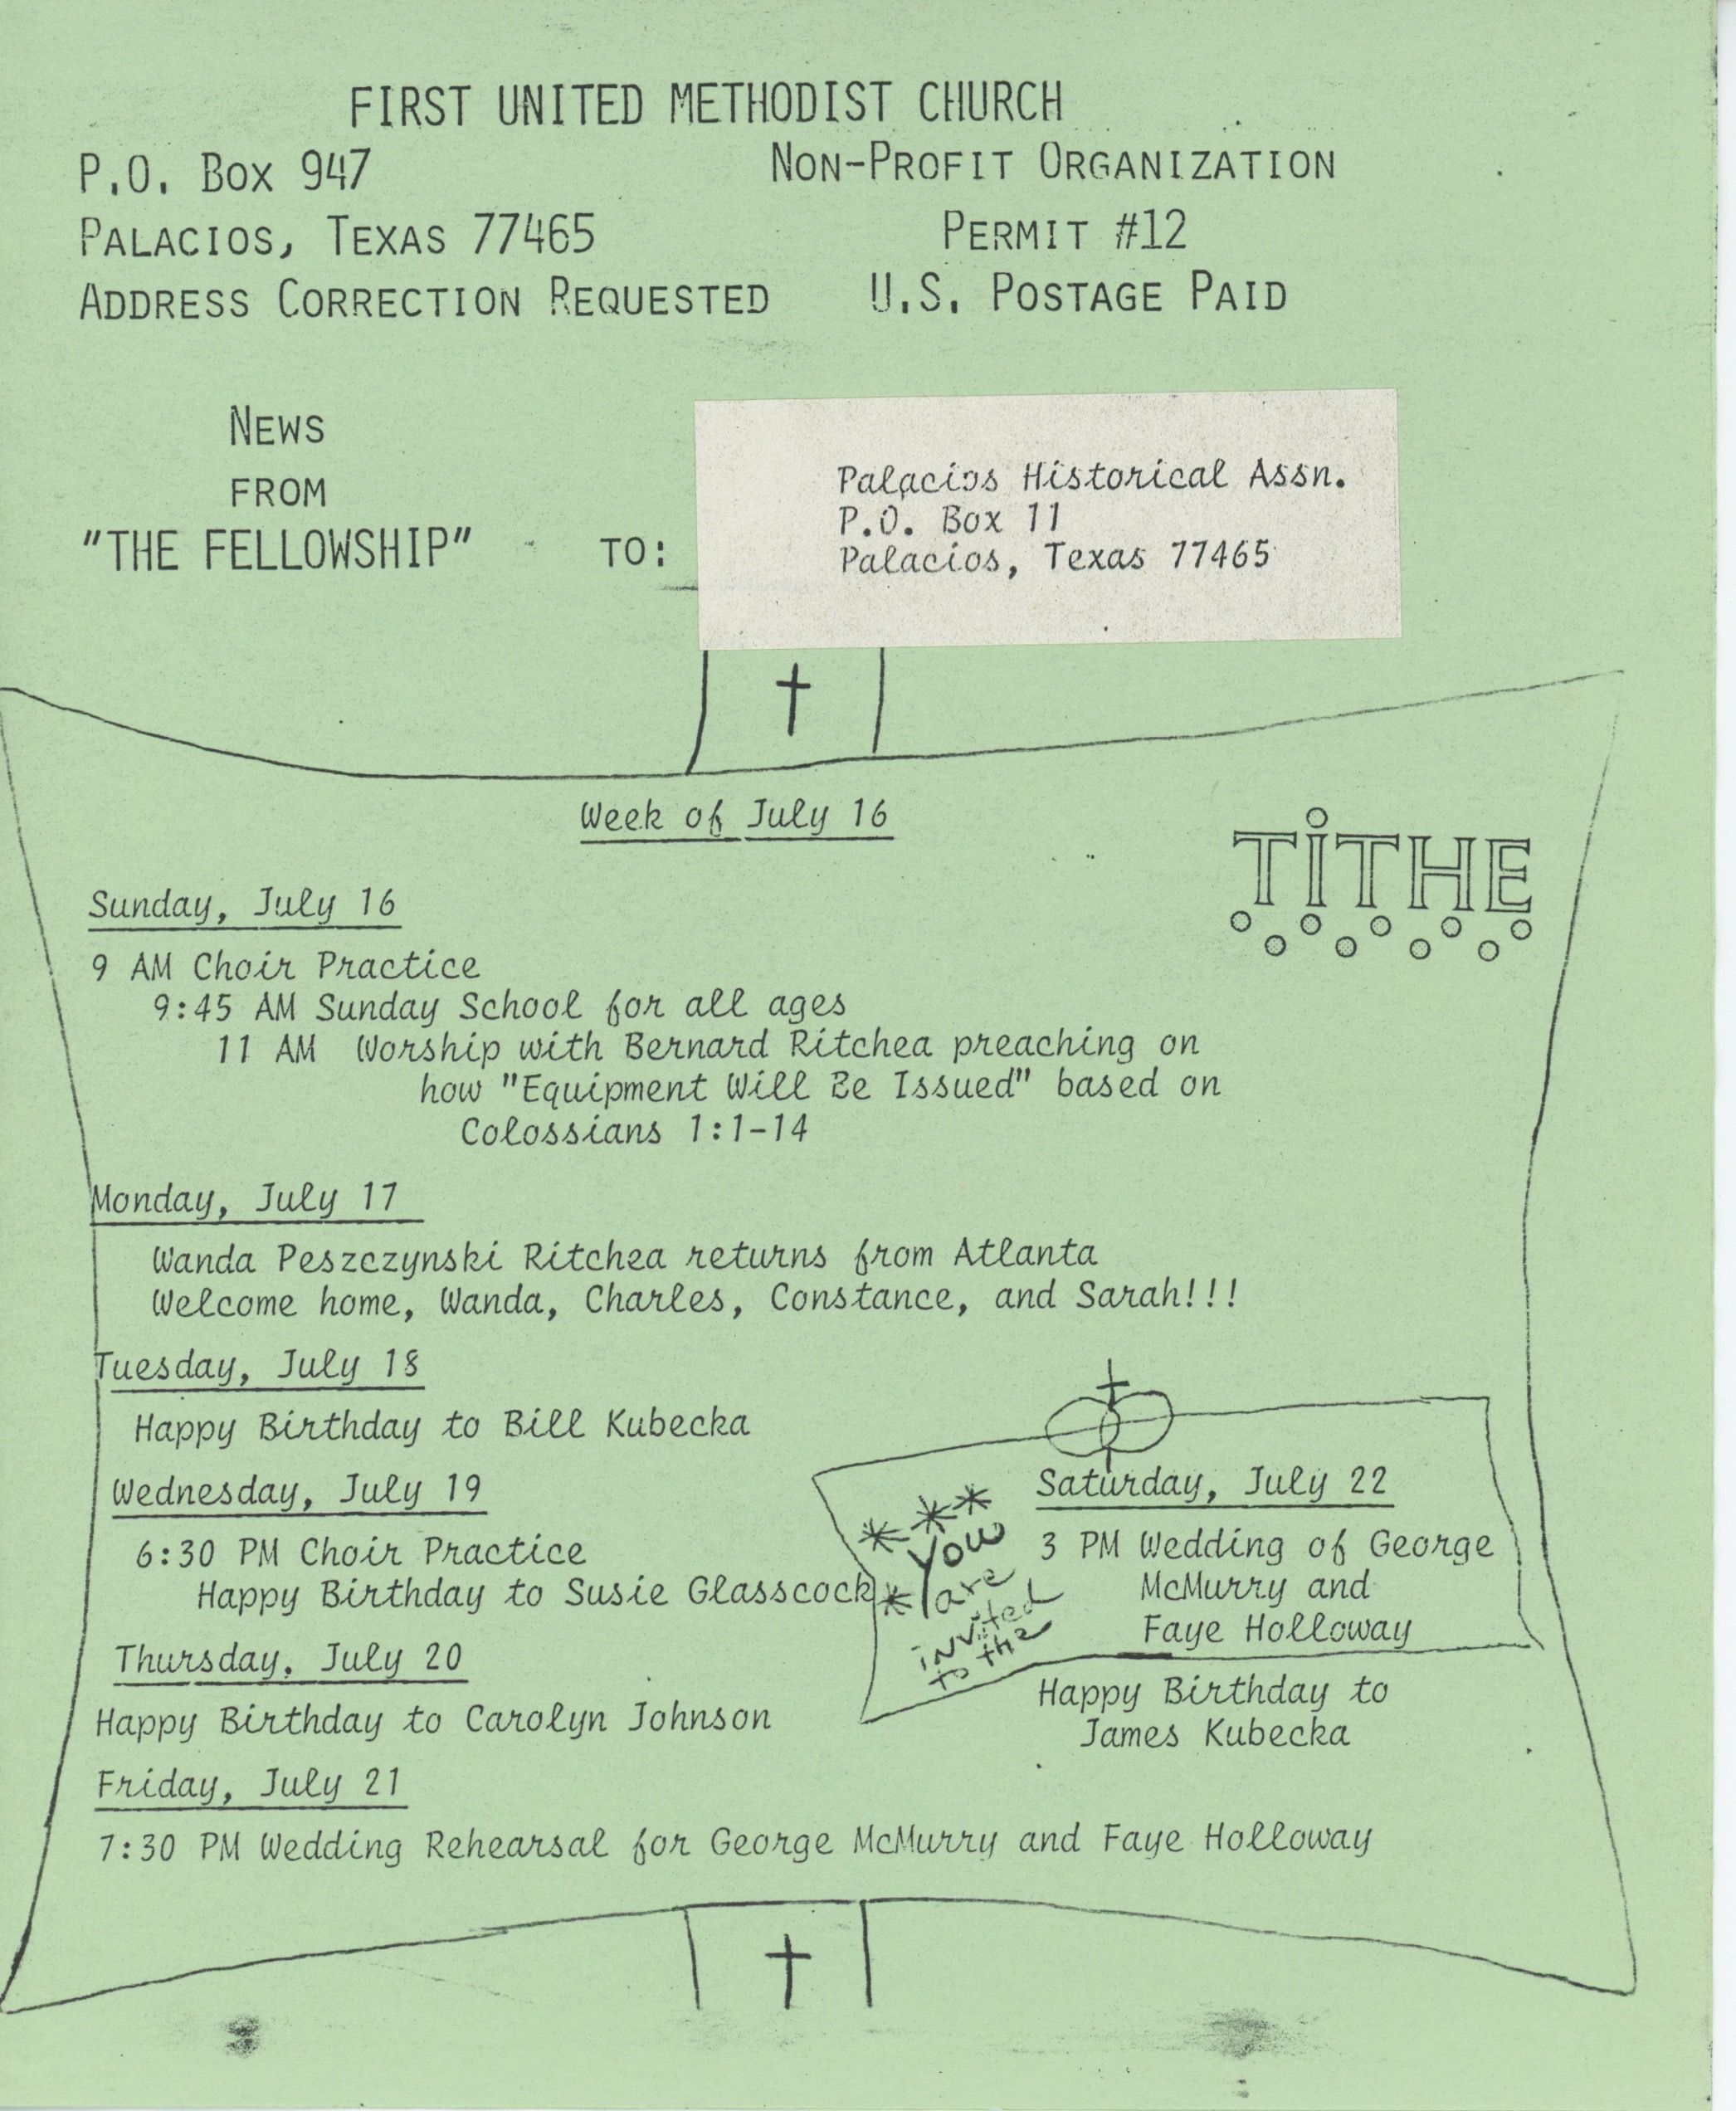 FIRST UNITED METHODIST CHURCH
P.O. BOX 947
PALACIOS, TEXAS 77465
ADDRESS CORRECTION REQUESTED
NON-PROFIT ORGANIZATION
PERMIT #12
U.S. POSTAGE PAID
NEWS
FROM
"THE FELLOWSHIP"
TO:
Palacios Historical Assn.
P.O. Box 11
Palacios, Texas 77465
Week of July 16
TiTHE
Sunday, July 16
9 AM Choir Practice
9:45 AM Sunday School for all ages
11 AM Worship with Bernard Ritchea preaching on
how "Equipment Will Be Issued" based on
Colossians 1:1-14
Monday, July 17
Wanda Peszczynski Ritchea returns from Atlanta
Welcome home, Wanda, Charles, Constance, and Sarah!!!
Tuesday, July 18
Happy Birthday to Bill Kubecka
Wednesday, July 19
6:30 PM Choir Practice
Happy Birthday to Susie Glasscock
Thursday, July 20
Happy Birthday to Carolyn Johnson
Friday, July 21
7:30 PM Wedding Rehearsal for George McMurry and Faye Holloway
* * *
* You
are
invited
to the
Saturday, July 22
3 PM Wedding of George
McMurry and
Faye Holloway
Happy Birthday to
James Kubecka